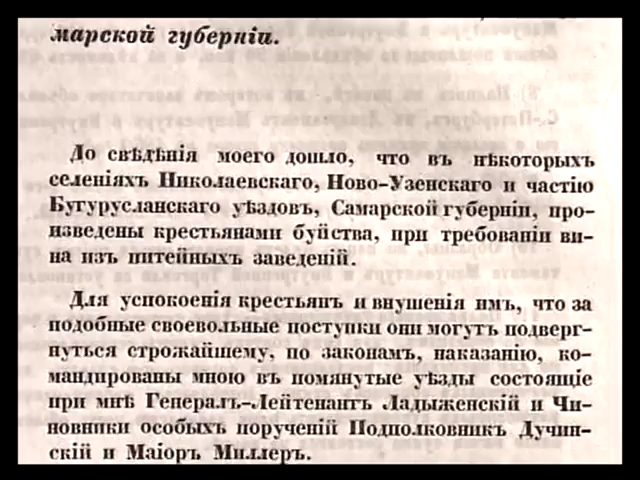 марской губерніи.
До свѣдѣнія моего дошло, что въ нѣкоторыхъ
селеніяхъ Николаевскаго, Ново-Узенскаго и частію
Бугурусланскаго уѣздовъ, Самарской губерніи, про-
изведены крестьянами буйства, при требованіи ви-
на изъ питейныхъ заведеній.
Для успокоенія крестьянъ и внушенія имъ, что за
подобные своевольные поступки они могутъ подверг-
нуться строжайшему, по законамъ, наказанію, ко-
мандированы мною въ помянутые уѣзды состоящіе
при мнѣ Генералъ-Лейтенантъ Ладыженскій и Чи-
новники особыхъ порученій Подполковникъ Дучин-
скій и Маіоръ Миллеръ.